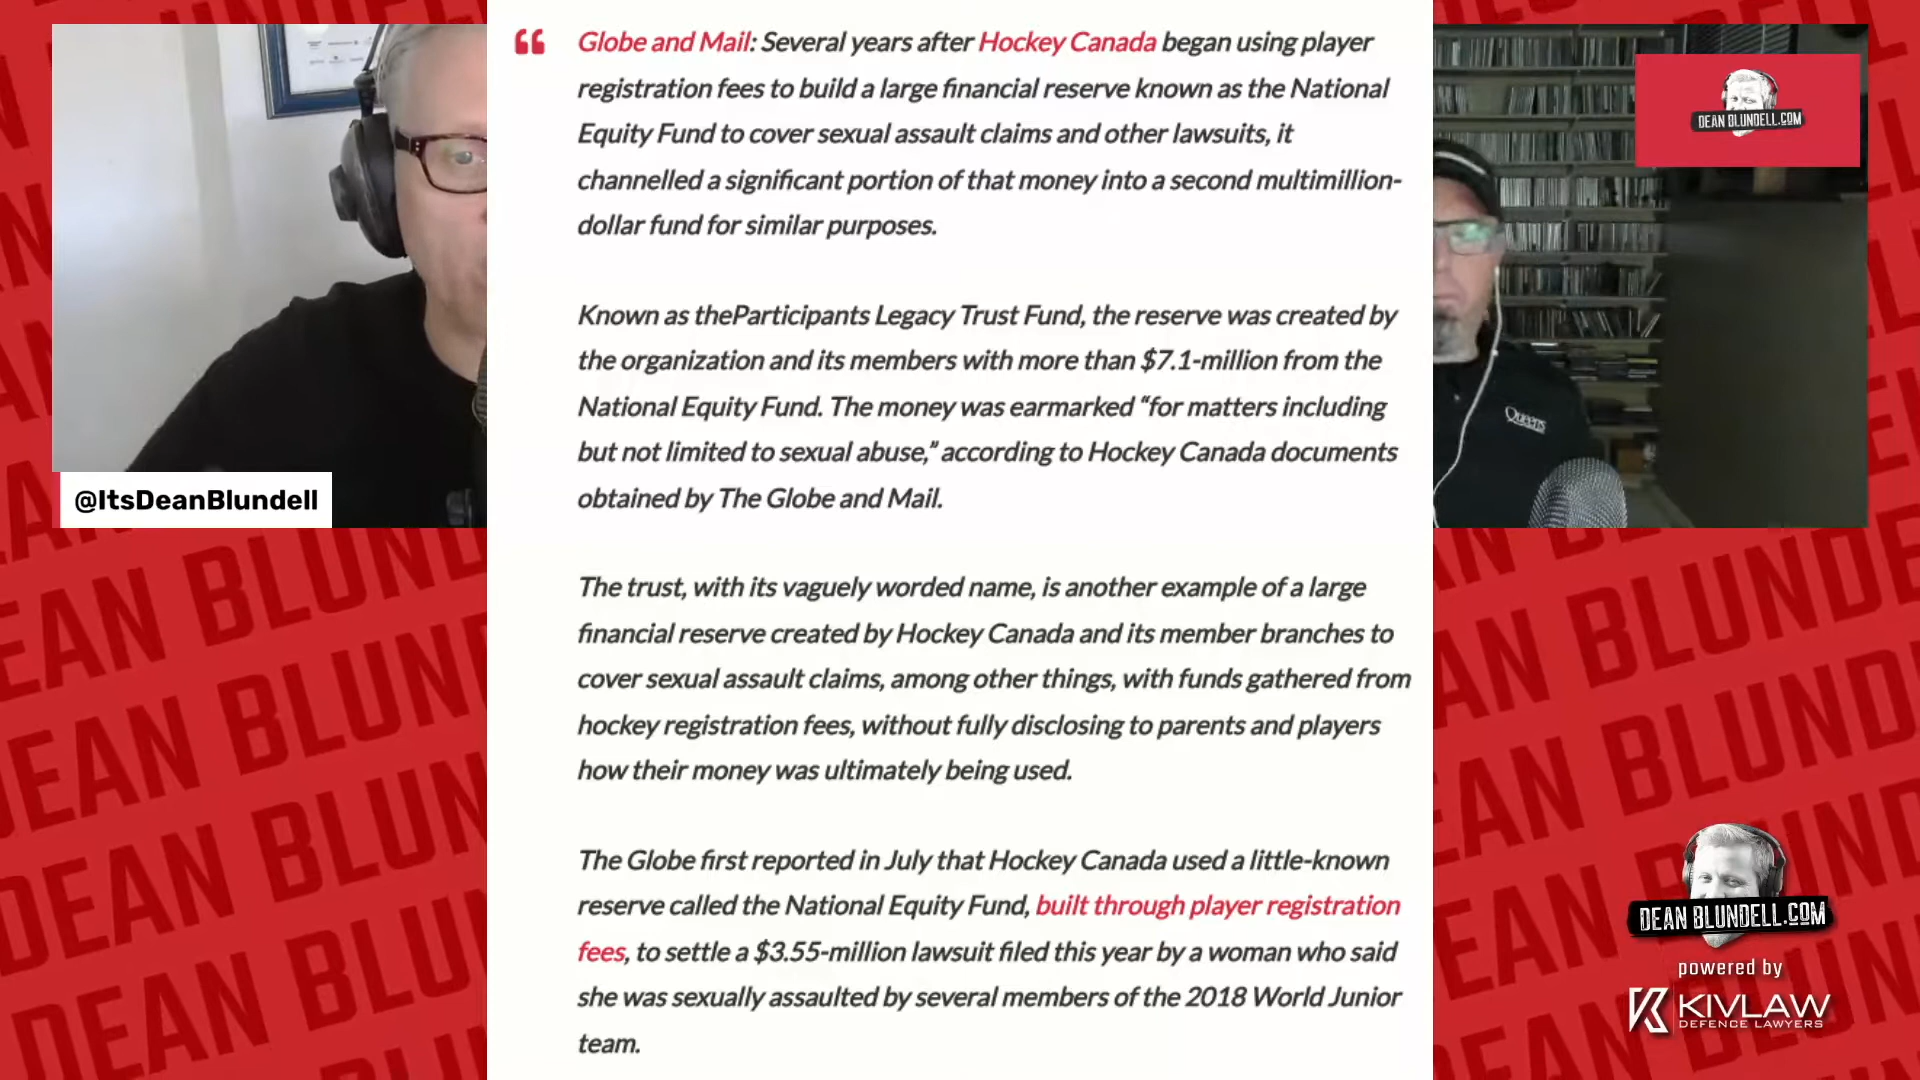 Globe and Mail: Several years after Hockey Canada began using player
registration fees to build a large financial reserve known as the National
Equity Fund to cover sexual assault claims and other lawsuits, it
channelled a significant portion of that money into a second multimillion-
dollar fund for similar purposes.
Known as theParticipants Legacy Trust Fund, the reserve was created by
the organization and its members with more than $7.1-million from the
National Equity Fund. The money was earmarked “for matters including
but not limited to sexual abuse,” according to Hockey Canada documents
obtained by The Globe and Mail.
The trust, with its vaguely worded name, is another example of a large
financial reserve created by Hockey Canada and its member branches to
cover sexual assault claims, among other things, with funds gathered from
hockey registration fees, without fully disclosing to parents and players
how their money was ultimately being used.
The Globe first reported in July that Hockey Canada used a little-known
reserve called the National Equity Fund, built through player registration
fees, to settle a $3.55-million lawsuit filed this year by a woman who said
she was sexually assaulted by several members of the 2018 World Junior
team.
@ItsDeanBlundell
DEAN BLUNDELL.COM
Queens
DEAN BLUNDELL.COM
powered by
KIVLAW
DEFENCE LAWYERS